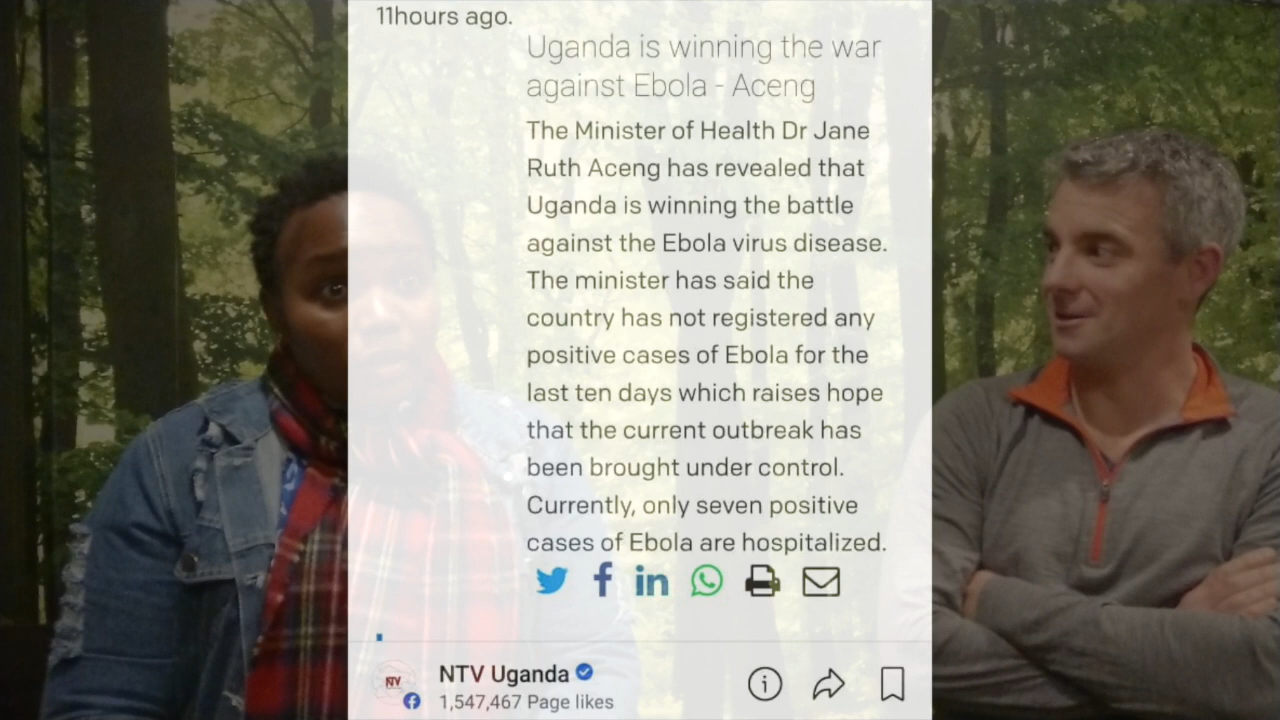 11hours ago.
Uganda is winning the war
against Ebola - Aceng
The Minister of Health Dr Jane
Ruth Aceng has revealed that
Uganda is winning the battle
against the Ebola virus disease.
The minister has said the
country has not registered any
positive cases of Ebola for the
last ten days which raises hope
that the current outbreak has
been brought under control.
Currently, only seven positive
cases of Ebola are hospitalized.
NTV
NTV Uganda
1,547,467 Page likes